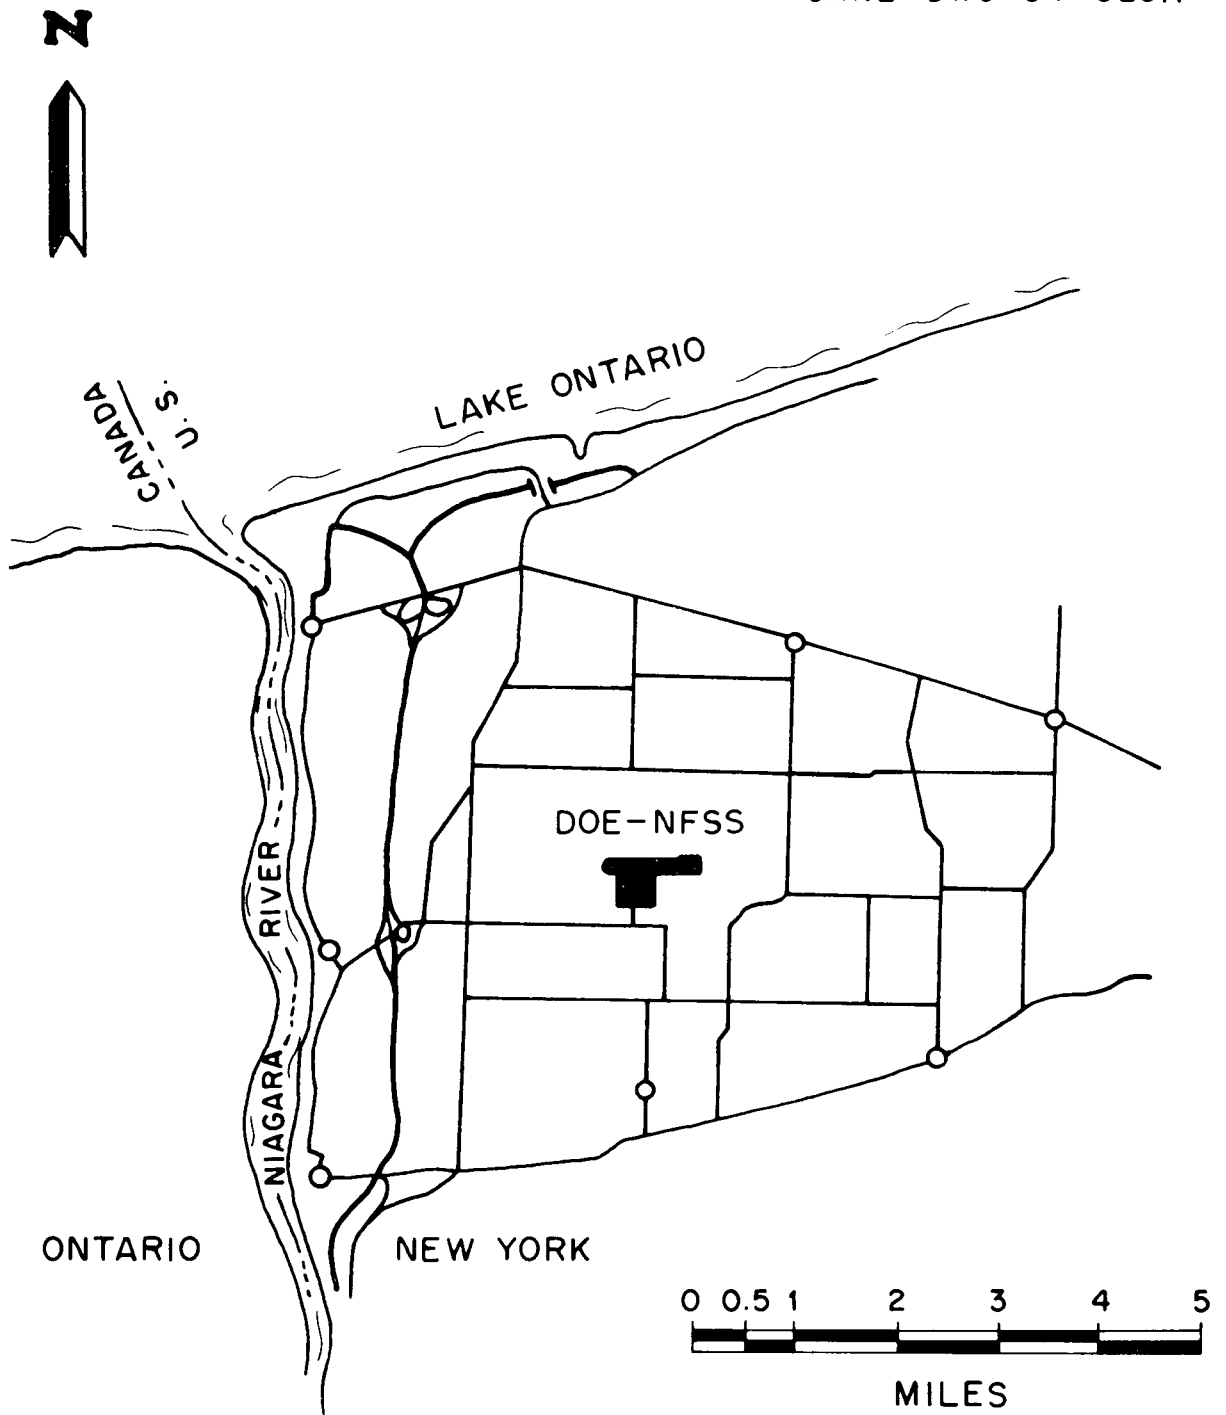 N
LAKE ONTARIO
CANADA
U.S.
DOE-NFSS
NIAGARA RIVER
ONTARIO
NEW YORK
0 0.5 1 2 3 4 5
MILES